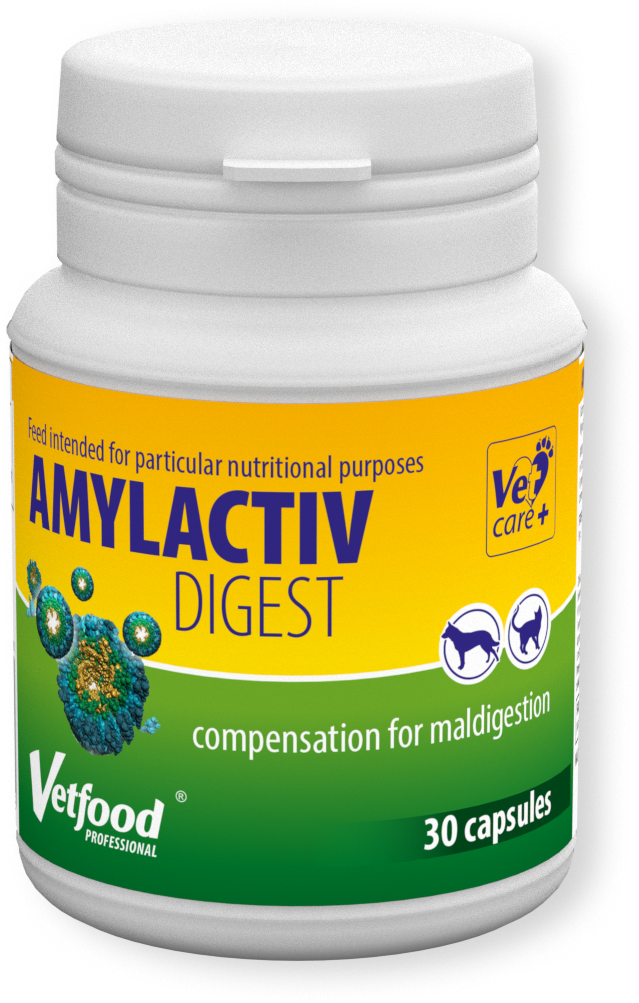 Feed intended for particular nutritional purposes
AMYLACTIV
DIGEST
Vet
care+
compensation for maldigestion
Vetfood®
PROFESSIONAL
30 capsules